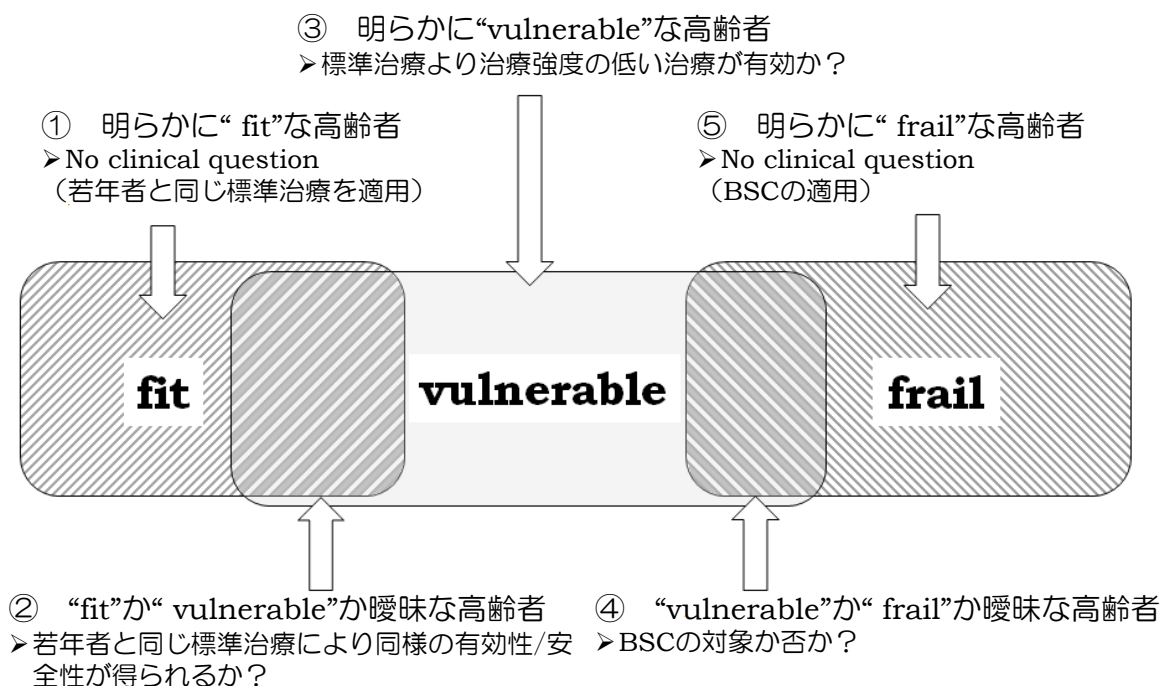 ③ 明らかに“vulnerable”な高齢者
➢標準治療より治療強度の低い治療が有効か？
① 明らかに“ fit”な高齢者
➢No clinical question
（若年者と同じ標準治療を適用）
⑤ 明らかに“ frail”な高齢者
➢No clinical question
（BSCの適用）
fit
vulnerable
frail
② “fit”か“ vulnerable”か曖昧な高齢者
➢若年者と同じ標準治療により同様の有効性/安
全性が得られるか？
④ “vulnerable”か“ frail”か曖昧な高齢者
➢BSCの対象か否か？